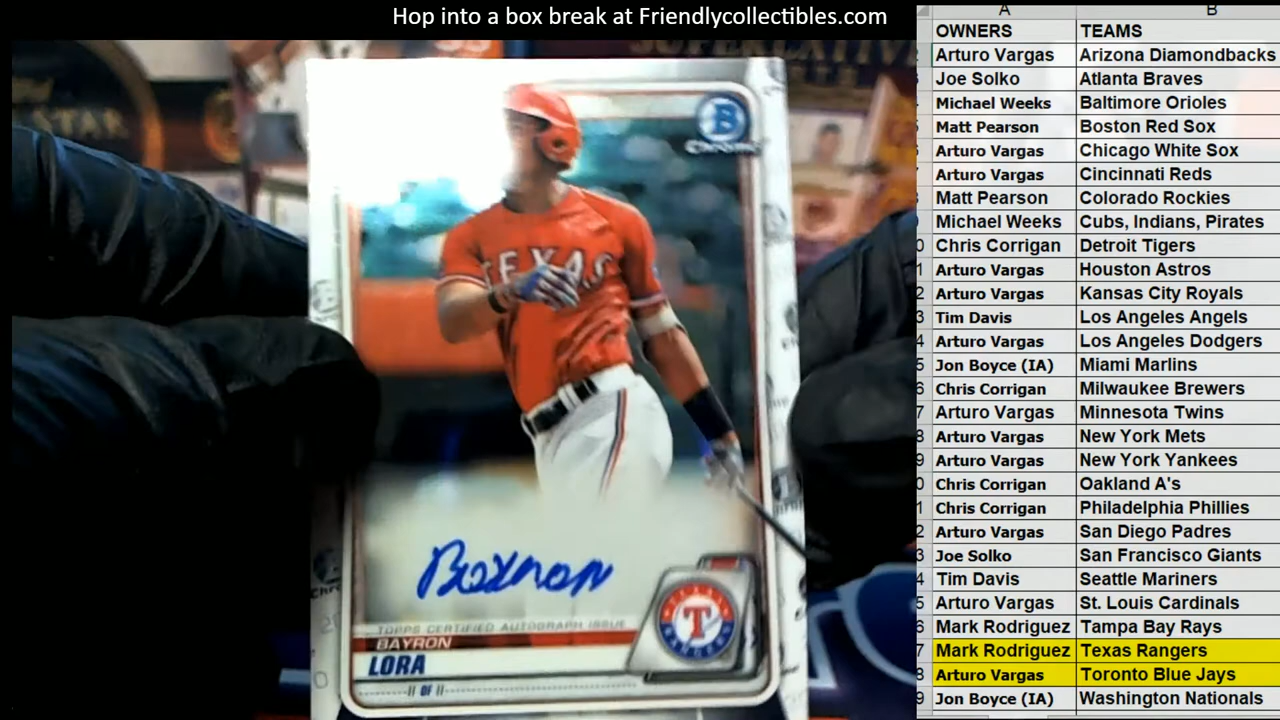 Hop into a box break at Friendlycollectibles.com
SUPERLATIVE
STAR
B
CHROME
TEXAS
Bayron
TOPPS CERTIFIED AUTOGRAPH ISSUE
BAYRON
LORA
OF
TEXAS
T
RANGERS
A B
OWNERS TEAMS
Arturo Vargas Arizona Diamondbacks
Joe Solko Atlanta Braves
Michael Weeks Baltimore Orioles
Matt Pearson Boston Red Sox
Arturo Vargas Chicago White Sox
Arturo Vargas Cincinnati Reds
Matt Pearson Colorado Rockies
Michael Weeks Cubs, Indians, Pirates
Chris Corrigan Detroit Tigers
Arturo Vargas Houston Astros
Arturo Vargas Kansas City Royals
Tim Davis Los Angeles Angels
Arturo Vargas Los Angeles Dodgers
Jon Boyce (IA) Miami Marlins
Chris Corrigan Milwaukee Brewers
Arturo Vargas Minnesota Twins
Arturo Vargas New York Mets
Arturo Vargas New York Yankees
Chris Corrigan Oakland A's
Chris Corrigan Philadelphia Phillies
Arturo Vargas San Diego Padres
Joe Solko San Francisco Giants
Tim Davis Seattle Mariners
Arturo Vargas St. Louis Cardinals
Mark Rodriguez Tampa Bay Rays
Mark Rodriguez Texas Rangers
Arturo Vargas Toronto Blue Jays
Jon Boyce (IA) Washington Nationals